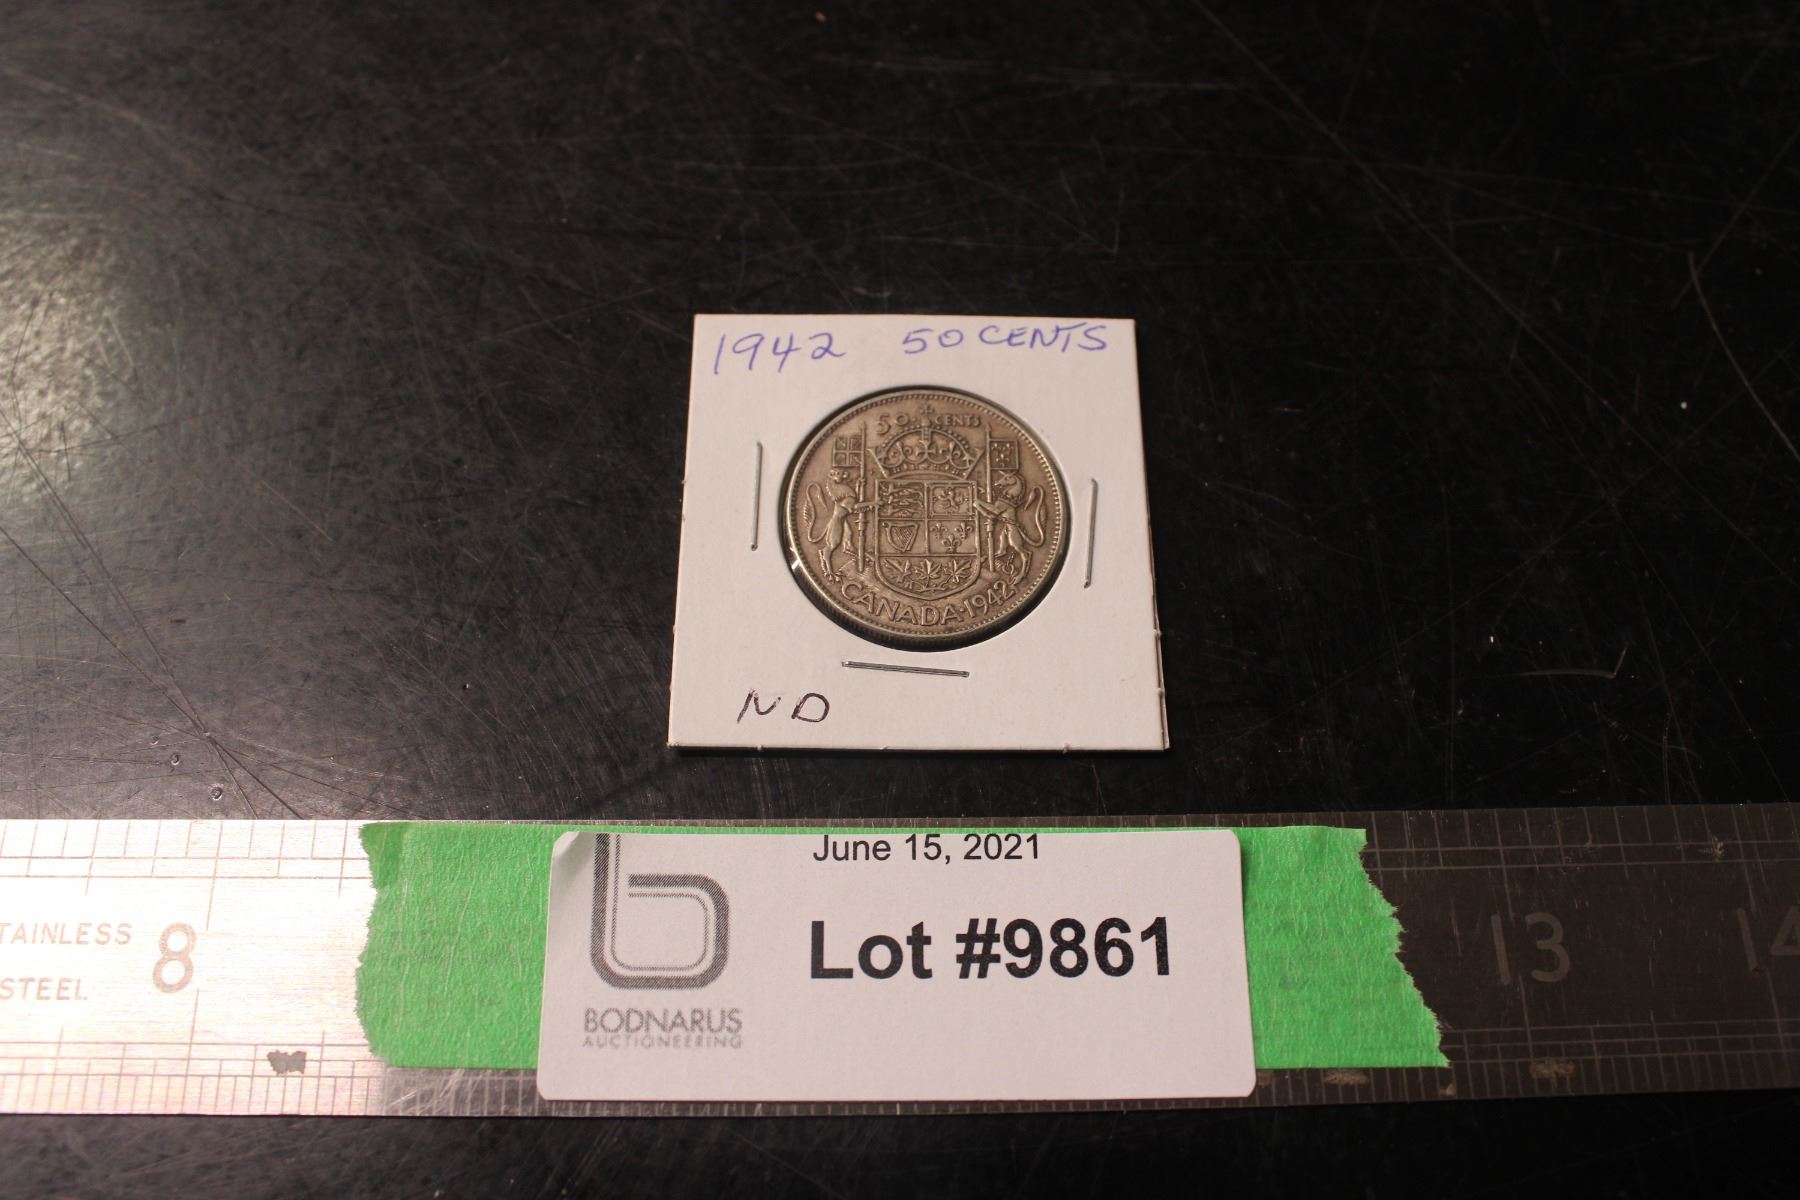 1942 50 CENTS
50 CENTS
CANADA·1942
ND
June 15, 2021
Lot #9861
BODNARUS
AUCTIONEERING
TAINLESS
STEEL
8
13
14